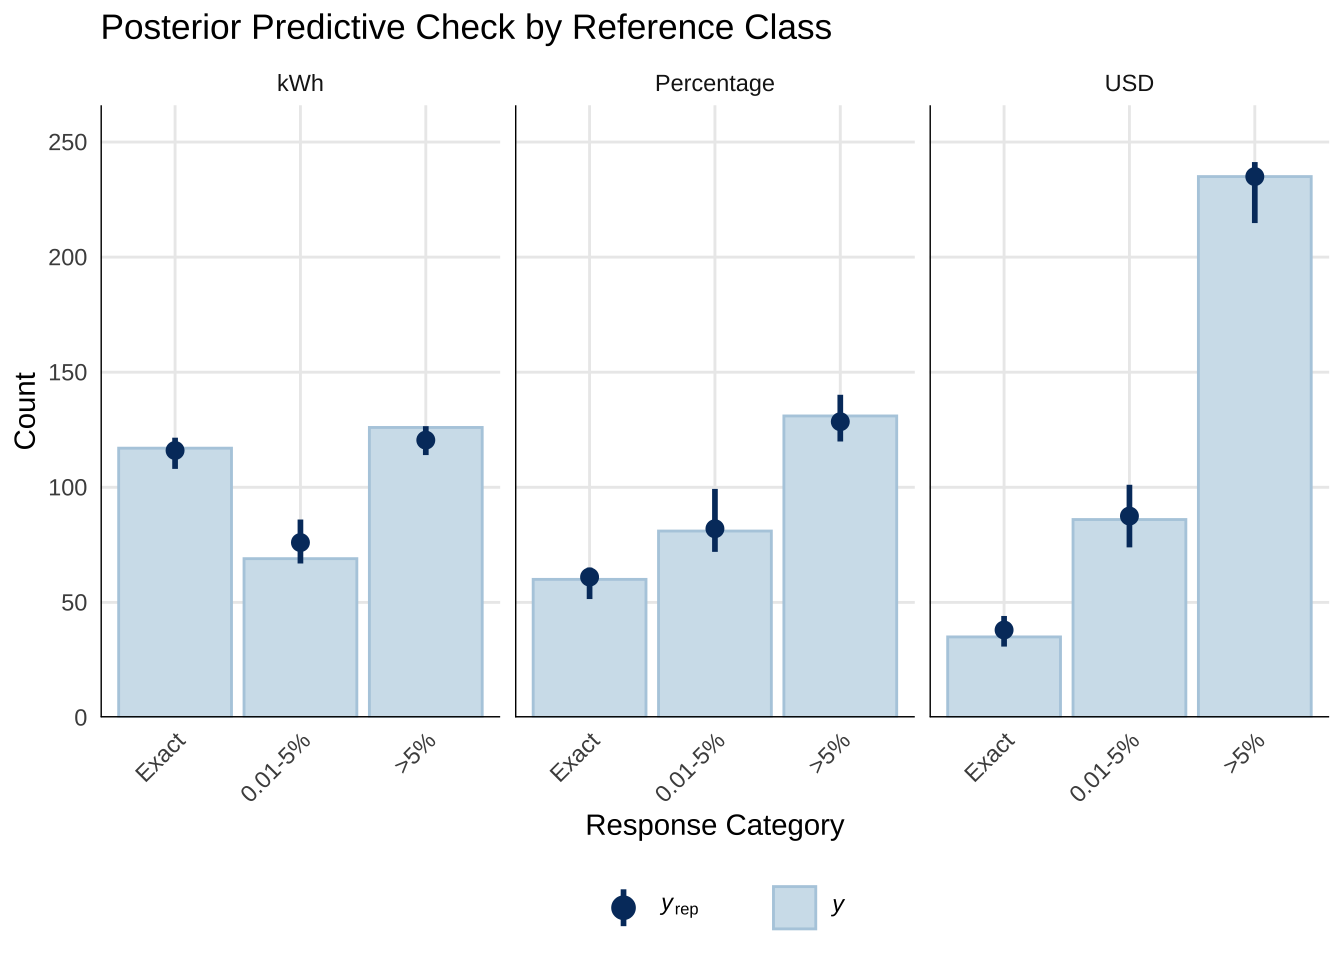 Posterior Predictive Check by Reference Class
kWh Percentage USD
250
200
150
100
50
0
Count
Exact 0.01-5% >5% Exact 0.01-5% >5% Exact 0.01-5% >5%
Response Category
yrep y